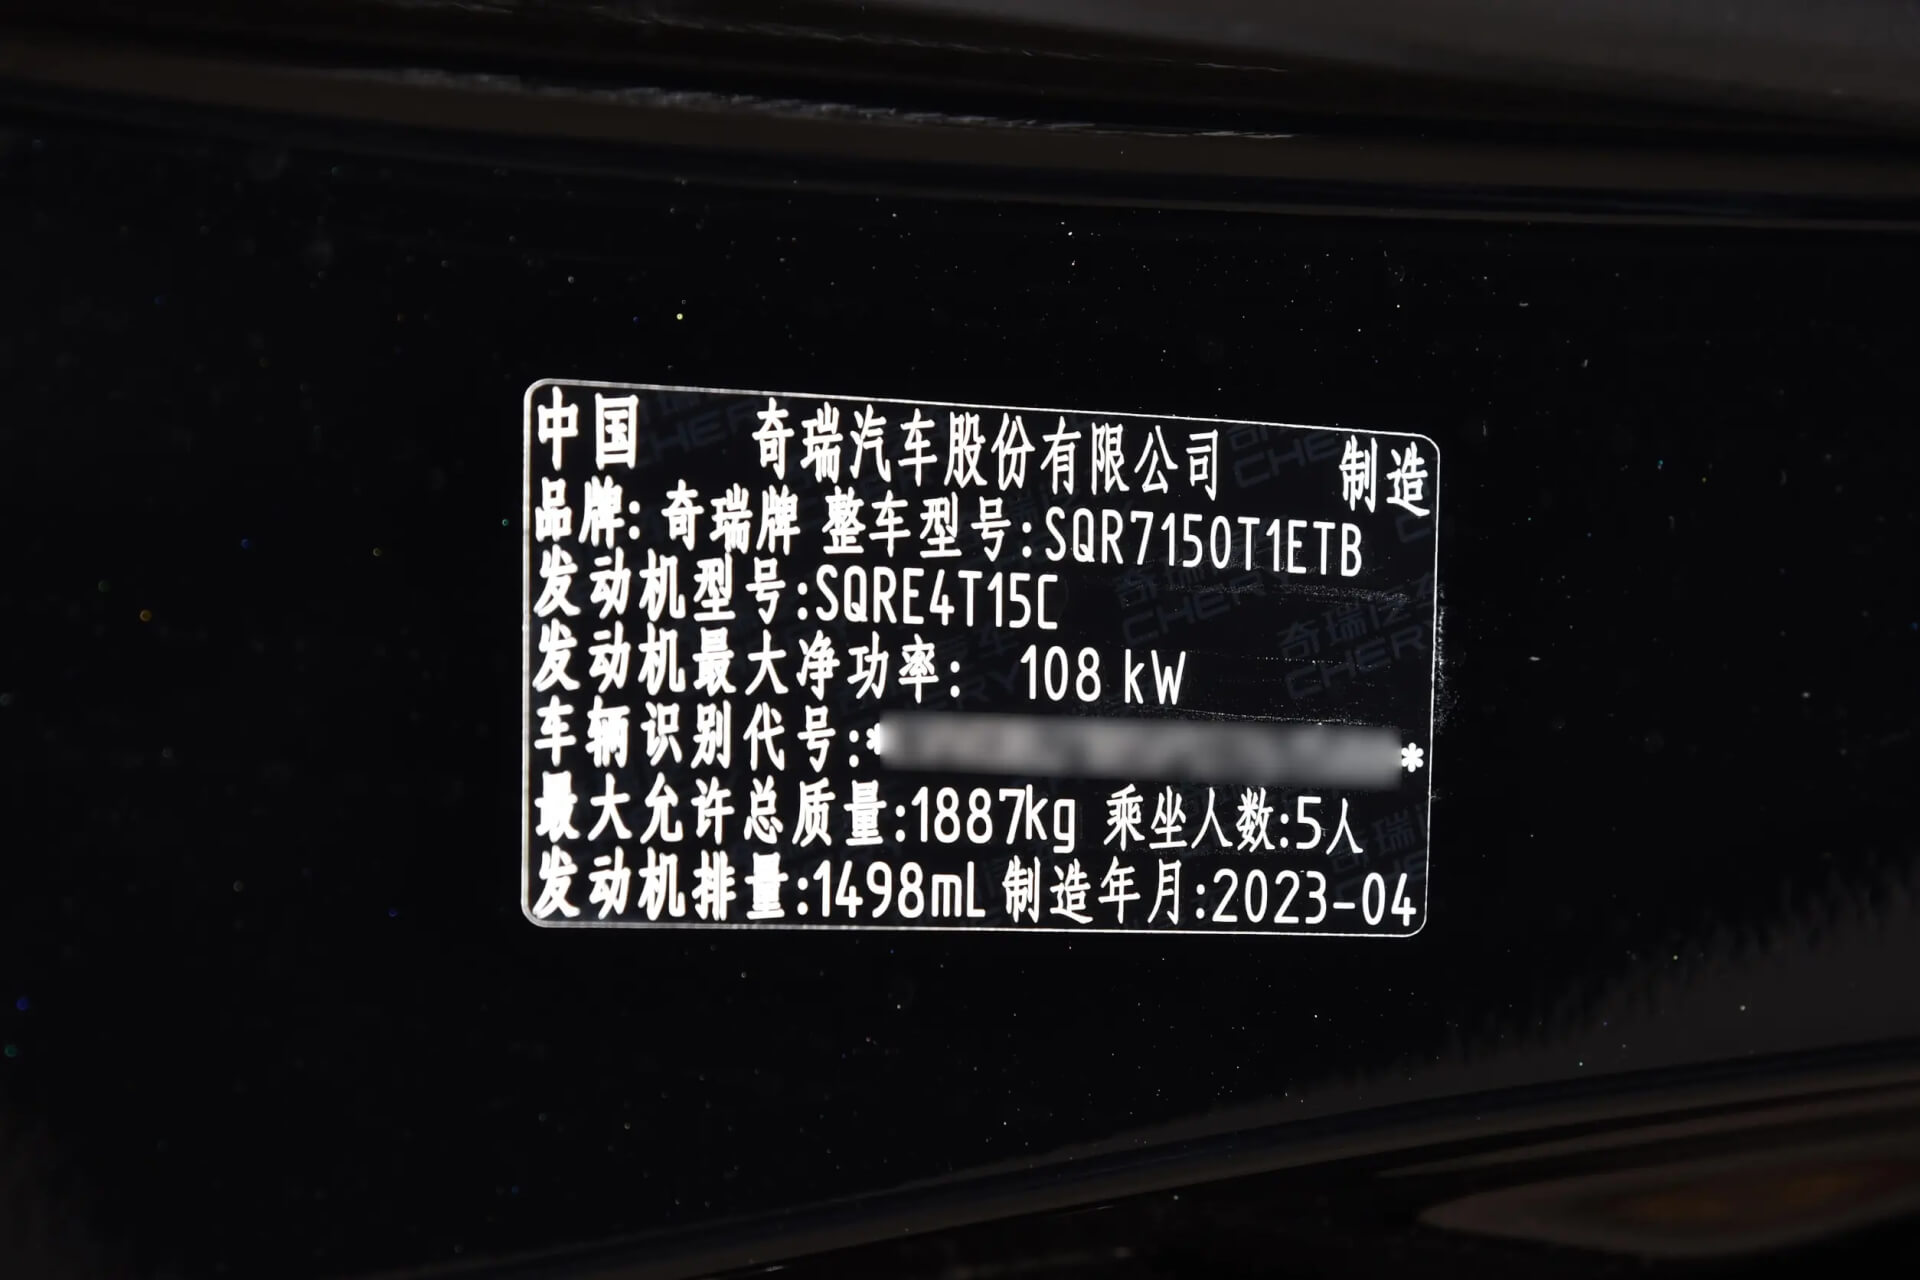 中国 奇瑞汽车股份有限公司 制造
品牌: 奇瑞牌 整车型号:SQR7150T1ETB
发动机型号:SQRE4T15C
发动机最大净功率: 108 kW
车辆识别代号:* *
最大允许总质量:1887kg 乘坐人数:5人
发动机排量:1498mL 制造年月:2023-04